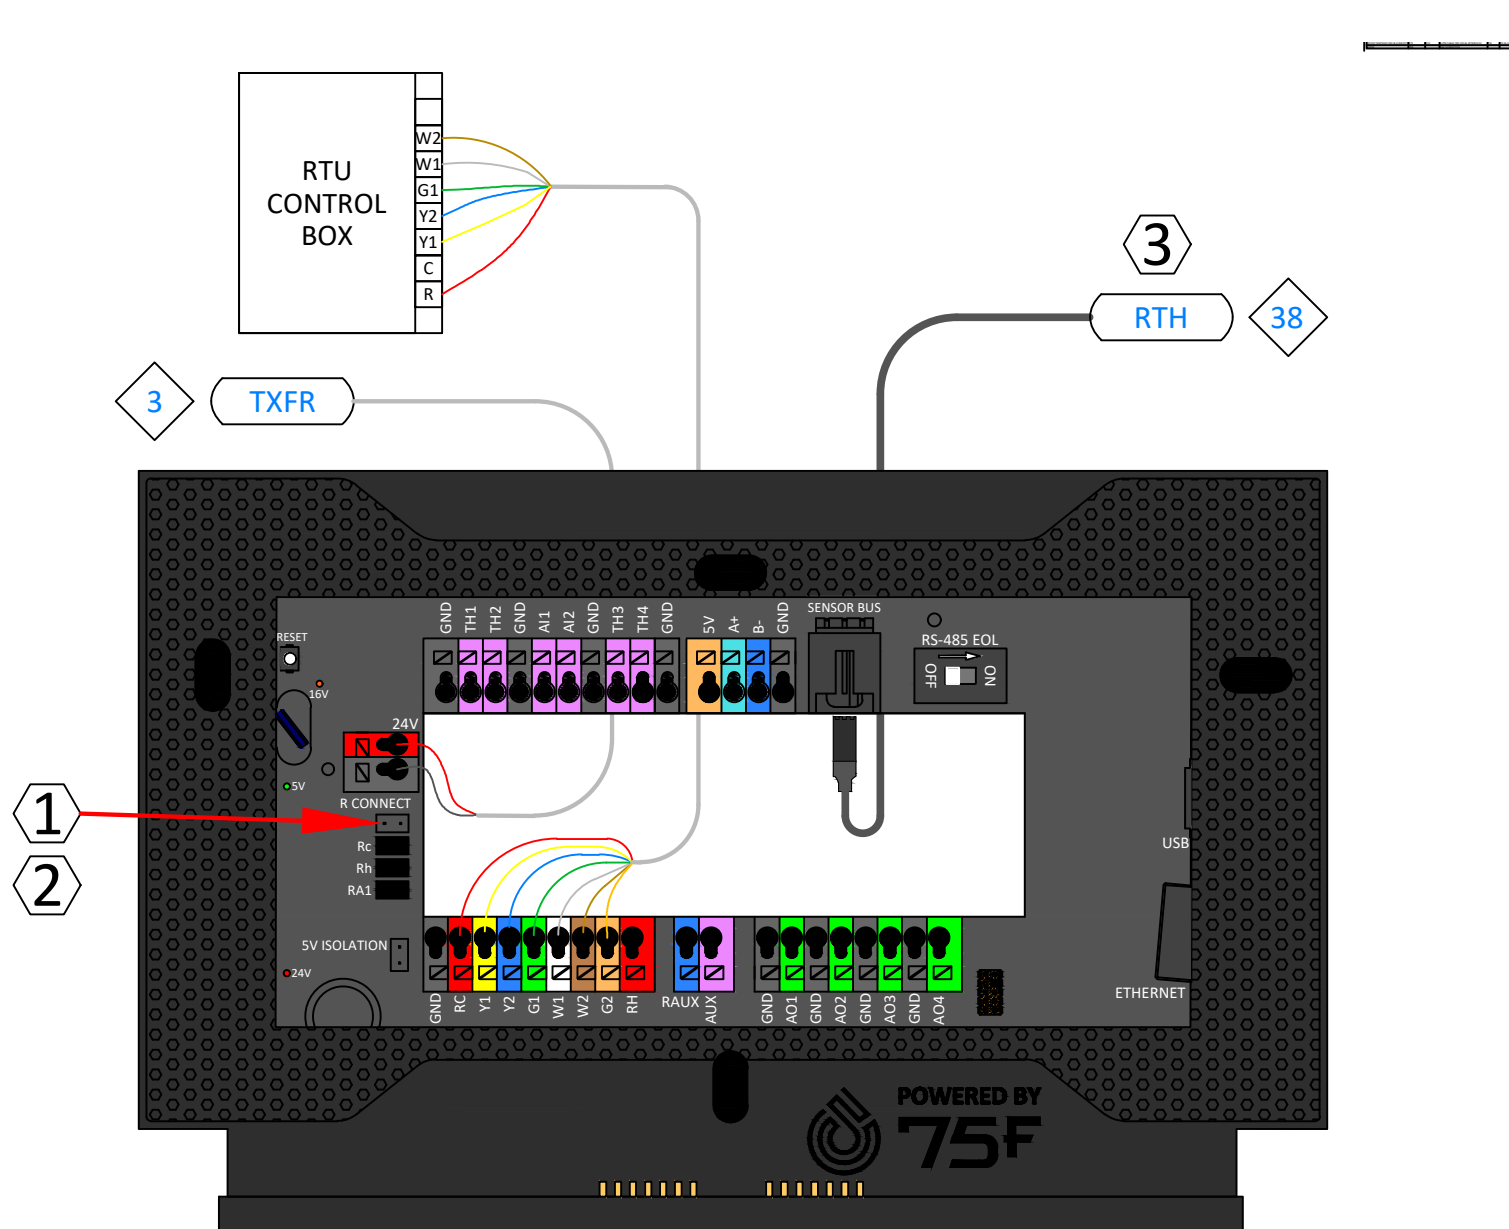 RTU
CONTROL
BOX
W2
W1
G1
Y2
Y1
C
R
3
RTH
38
3
TXFR
GND
TH1
TH2
GND
AI1
AI2
GND
TH3
TH4
GND
5V
A+
B-
GND
SENSOR BUS
RS-485 EOL
OFF
ON
RESET
16V
24V
5V
R CONNECT
Rc
Rh
RA1
1
2
5V ISOLATION
24V
USB
ETHERNET
GND
RC
Y1
Y2
G1
W1
W2
G2
RH
RAUX
AUX
GND
AO1
GND
AO2
GND
AO3
GND
AO4
POWERED BY
75F